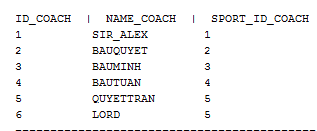 ID_COACH | NAME_COACH | SPORT_ID_COACH
1 SIR_ALEX 1
2 BAUQUYET 2
3 BAUMINH 3
4 BAUTUAN 4
5 QUYETTRAN 5
6 LORD 5
--------------------------------------------